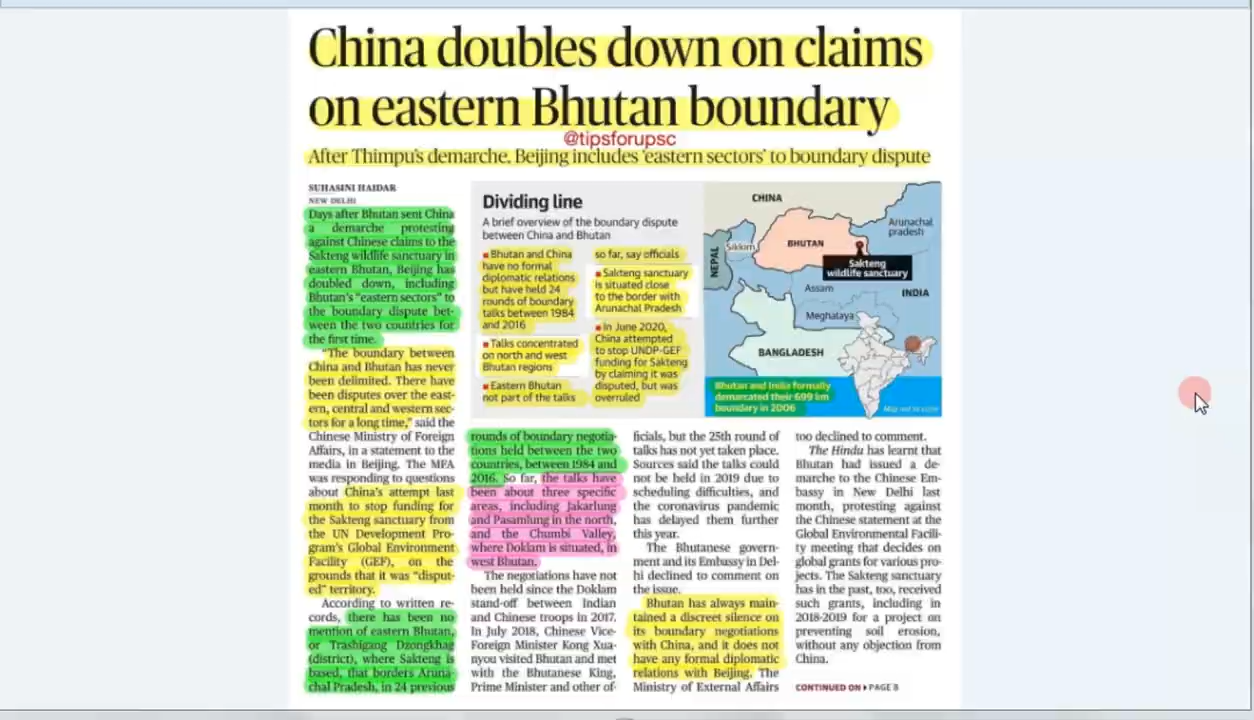 China doubles down on claims
on eastern Bhutan boundary
@tipsforupsc
After Thimpu's demarche, Beijing includes 'eastern sectors' to boundary dispute
SUHASINI HAIDAR
NEW DELHI
Days after Bhutan sent China
a demarche protesting
against Chinese claims to the
Sakteng wildlife sanctuary in
eastern Bhutan, Beijing has
doubled down, including
Bhutan's "eastern sectors" to
the boundary dispute bet-
ween the two countries for
the first time.
"The boundary between
China and Bhutan has never
been delimited. There have
been disputes over the east-
ern, central and western sec-
tors for a long time," said the
Chinese Ministry of Foreign
Affairs, in a statement to the
media in Beijing. The MFA
was responding to questions
about China's attempt last
month to stop funding for
the Sakteng sanctuary from
the UN Development Pro-
gram's Global Environment
Facility (GEF), on the
grounds that it was "disput-
ed" territory.
According to written re-
cords, there has been no
mention of eastern Bhutan,
or Trashigang Dzongkhag
(district), where Sakteng is
based, that borders Aruna-
chal Pradesh, in 24 previous
Dividing line
A brief overview of the boundary dispute
between China and Bhutan
■ Bhutan and China
have no formal
diplomatic relations
but have held 24
rounds of boundary
talks between 1984
and 2016
■ Talks concentrated
on north and west
Bhutan regions
■ Eastern Bhutan
not part of the talks
so far, say officials
■ Sakteng sanctuary
is situated close
to the border with
Arunachal Pradesh
■ In June 2020,
China attempted
to stop UNDP-GEF
funding for Sakteng
by claiming it was
disputed, but was
overruled
CHINA
Arunachal
pradesh
BHUTAN
Sikkim
NEPAL
Sakteng
wildlife sanctuary
Assam
INDIA
Meghalaya
BANGLADESH
Bhutan and India formally
demarcated their 699 km
boundary in 2006
Map not to scale
rounds of boundary negotia-
tions held between the two
countries, between 1984 and
2016. So far, the talks have
been about three specific
areas, including Jakarlung
and Pasamlung in the north,
and the Chumbi Valley,
where Doklam is situated, in
west Bhutan.
The negotiations have not
been held since the Doklam
stand-off between Indian
and Chinese troops in 2017.
In July 2018, Chinese Vice-
Foreign Minister Kong Xua-
nyou visited Bhutan and met
with the Bhutanese King,
Prime Minister and other of-
ficials, but the 25th round of
talks has not yet taken place.
Sources said the talks could
not be held in 2019 due to
scheduling difficulties, and
the coronavirus pandemic
has delayed them further
this year.
The Bhutanese govern-
ment and its Embassy in Del-
hi declined to comment on
the issue.
Bhutan has always main-
tained a discreet silence on
its boundary negotiations
with China, and it does not
have any formal diplomatic
relations with Beijing. The
Ministry of External Affairs
too declined to comment.
The Hindu has learnt that
Bhutan had issued a de-
marche to the Chinese Em-
bassy in New Delhi last
month, protesting against
the Chinese statement at the
Global Environmental Facili-
ty meeting that decides on
global grants for various pro-
jects. The Sakteng sanctuary
has in the past, too, received
such grants, including in
2018-2019 for a project on
preventing soil erosion,
without any objection from
China.
CONTINUED ON ▸ PAGE 8